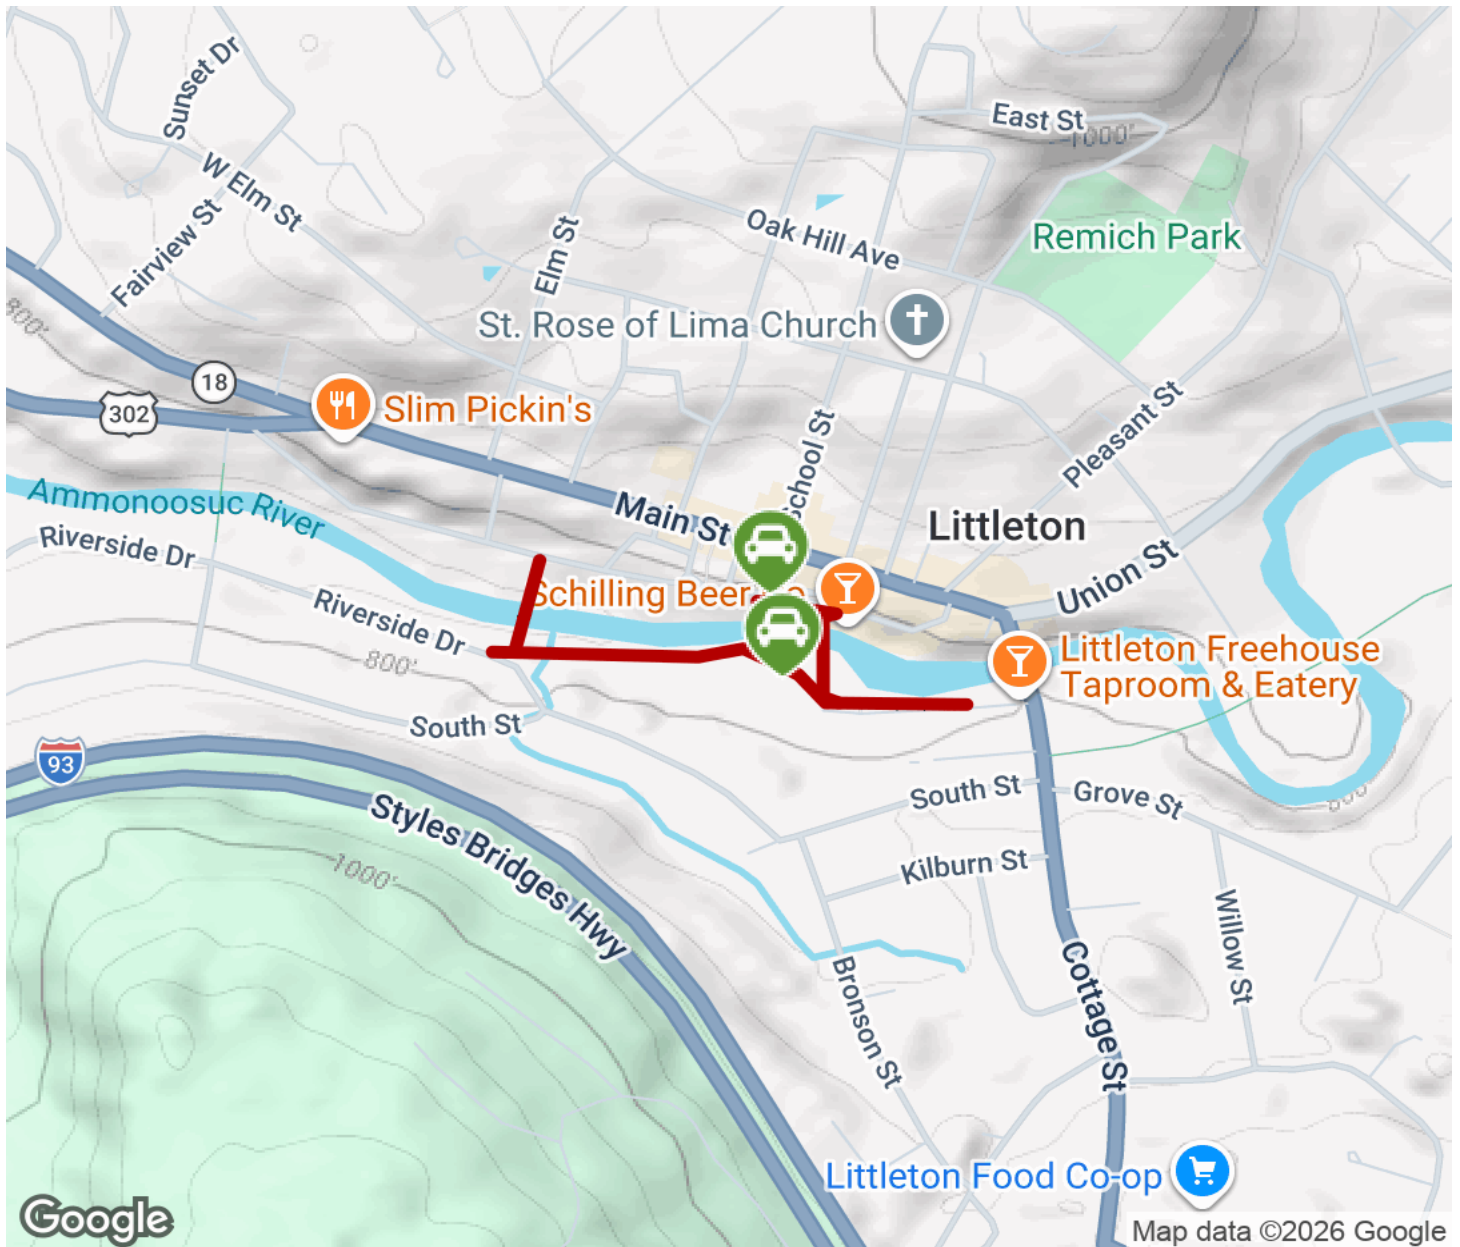 Sunset Dr
W Elm St
Fairview St
Elm St
Oak Hill Ave
East St
1000'
Remich Park
St. Rose of Lima Church
800'
18
302
Slim Pickin's
School St
Pleasant St
Ammonoosuc River
Main St
Littleton
Riverside Dr
Schilling Beer
Union St
Riverside Dr
800'
Littleton Freehouse
Taproom & Eatery
South St
93
South St
Grove St
800'
Styles Bridges Hwy
1000'
Kilburn St
Willow St
Bronson St
Cottage St
Littleton Food Co-op
Google
Map data ©2026 Google